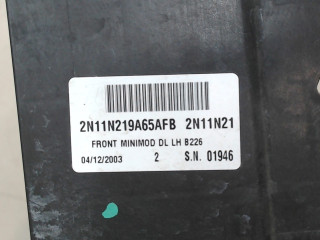 2N11N219A65AFB 2N11N21
FRONT MINIMOD DL LH B226
04/12/2003 2 S.N. 01946